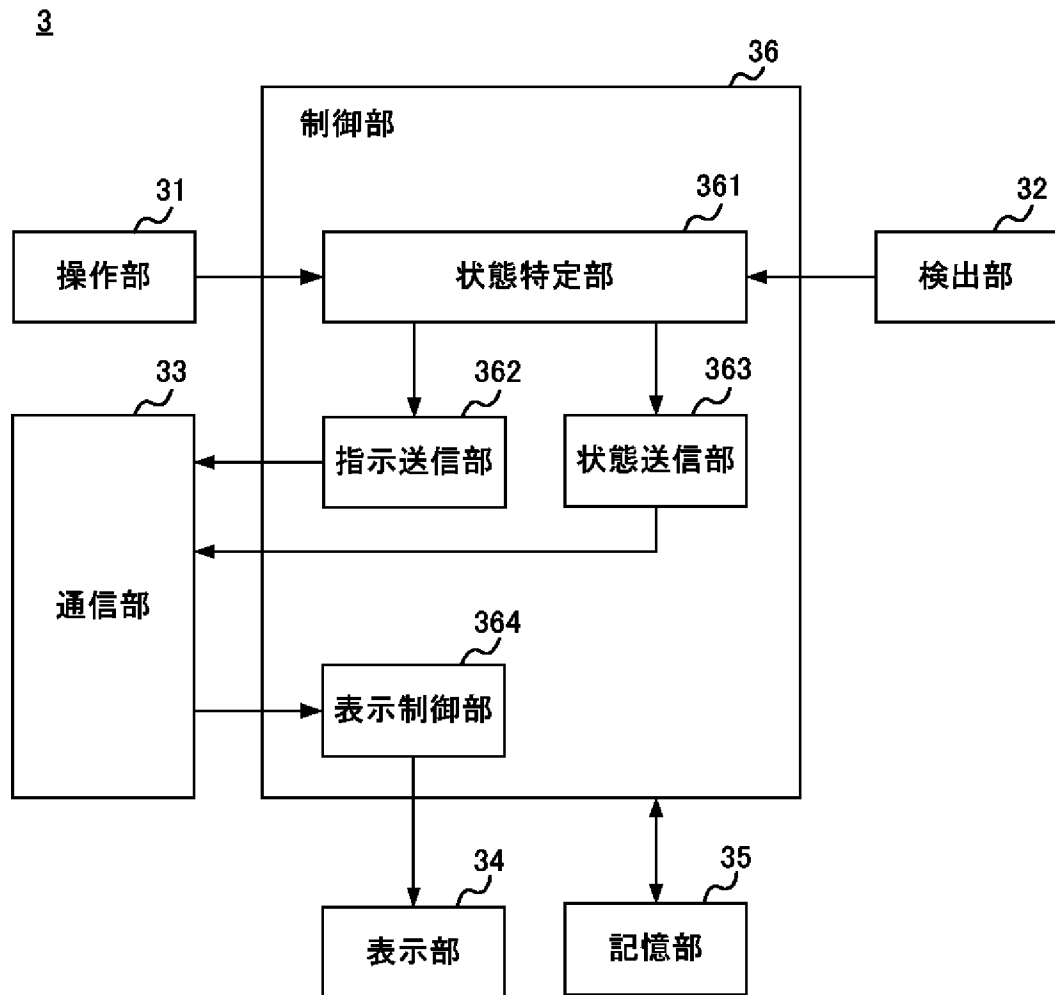 3
36
制御部
31
361
32
操作部
状態特定部
検出部
33
362
363
指示送信部
状態送信部
通信部
364
表示制御部
34
35
表示部
記憶部